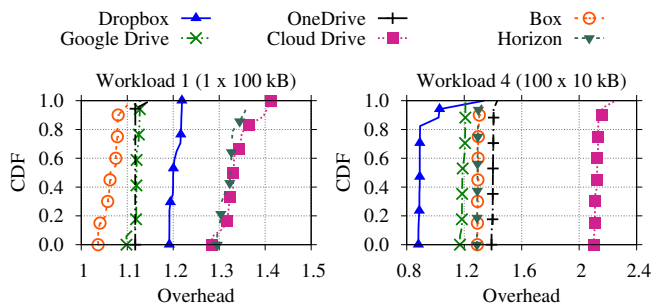 Dropbox OneDrive Box
Google Drive Cloud Drive Horizon
Workload 1 (1 x 100 kB) Workload 4 (100 x 10 kB)
1.0 1.0
0.8 0.8
CDF 0.6 CDF 0.6
0.4 0.4
0.2 0.2
0.0 0.0
1 1.1 1.2 1.3 1.4 1.5 0.8 1.2 1.6 2 2.4
Overhead Overhead